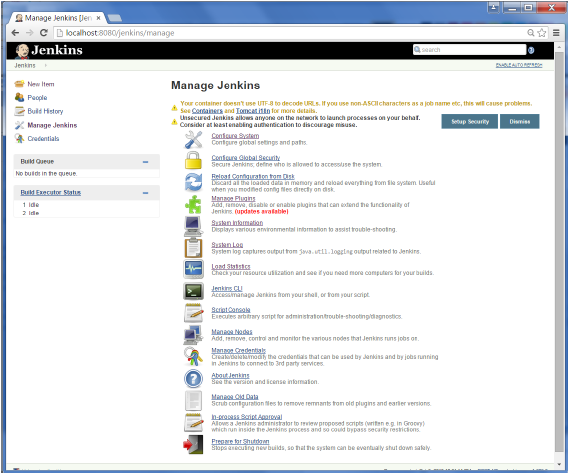 Manage Jenkins [Jen
localhost:8080/jenkins/manage
Jenkins
search
Jenkins
ENABLE AUTO REFRESH
New Item
People
Build History
Manage Jenkins
Credentials
Build Queue
No builds in the queue.
Build Executor Status
1 Idle
2 Idle
Manage Jenkins
Your container doesn't use UTF-8 to decode URLs. If you use non-ASCII characters as a job name etc, this will cause problems.
See Containers and Tomcat i18n for more details.
Unsecured Jenkins allows anyone on the network to launch processes on your behalf.
Consider at least enabling authentication to discourage misuse.
Setup Security
Dismiss
Configure System
Configure global settings and paths.
Configure Global Security
Secure Jenkins; define who is allowed to access/use the system.
Reload Configuration from Disk
Discard all the loaded data in memory and reload everything from file system. Useful
when you modified config files directly on disk.
Manage Plugins
Add, remove, disable or enable plugins that can extend the functionality of
Jenkins. (updates available)
System Information
Displays various environmental information to assist trouble-shooting.
System Log
System log captures output from java.util.logging output related to Jenkins.
Load Statistics
Check your resource utilization and see if you need more computers for your builds.
Jenkins CLI
Access/manage Jenkins from your shell, or from your script.
Script Console
Executes arbitrary script for administration/trouble-shooting/diagnostics.
Manage Nodes
Add, remove, control and monitor the various nodes that Jenkins runs jobs on.
Manage Credentials
Create/delete/modify the credentials that can be used by Jenkins and by jobs running
in Jenkins to connect to 3rd party services.
About Jenkins
See the version and license information.
Manage Old Data
Scrub configuration files to remove remnants from old plugins and earlier versions.
In-process Script Approval
Allows a Jenkins administrator to review proposed scripts (written e.g. in Groovy)
which run inside the Jenkins process and so could bypass security restrictions.
Prepare for Shutdown
Stops executing new builds, so that the system can be eventually shut down safely.